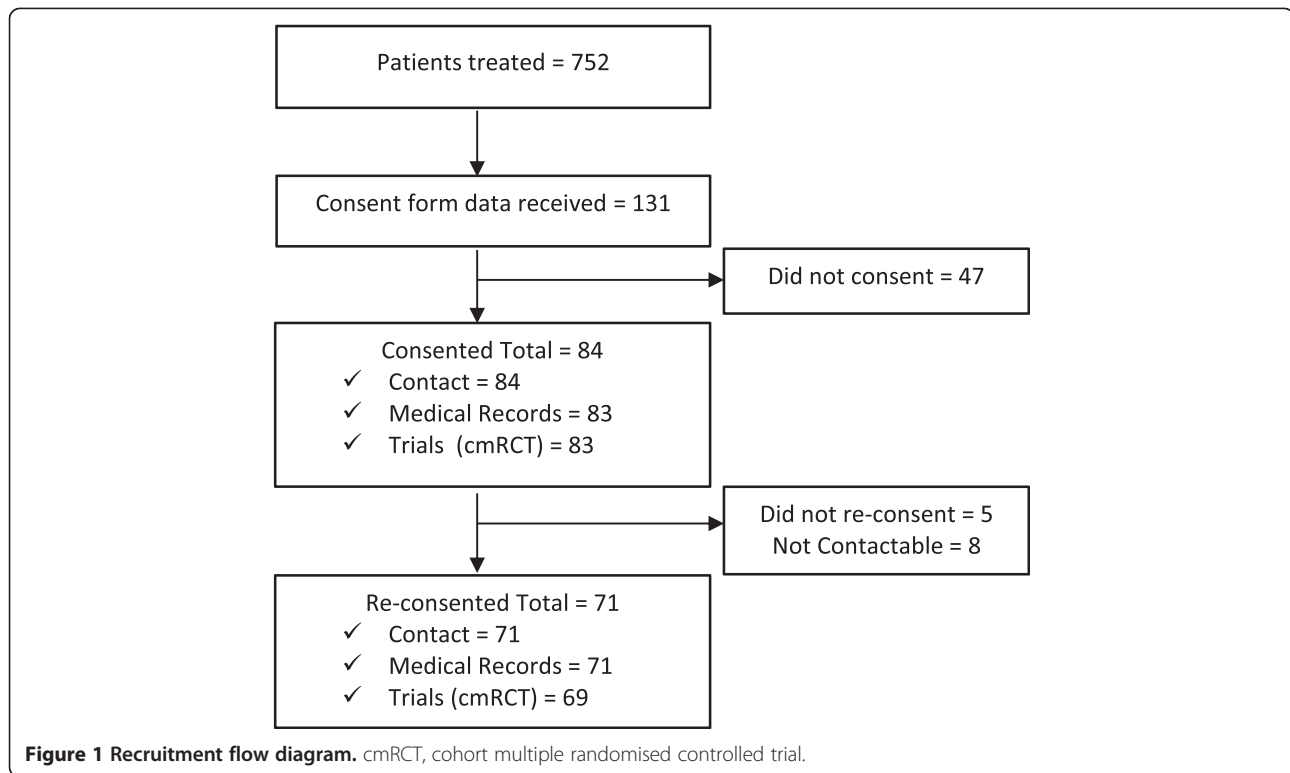 Patients treated = 752
Consent form data received = 131
Did not consent = 47
Consented Total = 84
✓ Contact = 84
✓ Medical Records = 83
✓ Trials (cmRCT) = 83
Did not re-consent = 5
Not Contactable = 8
Re-consented Total = 71
✓ Contact = 71
✓ Medical Records = 71
✓ Trials (cmRCT) = 69
Figure 1 Recruitment flow diagram. cmRCT, cohort multiple randomised controlled trial.